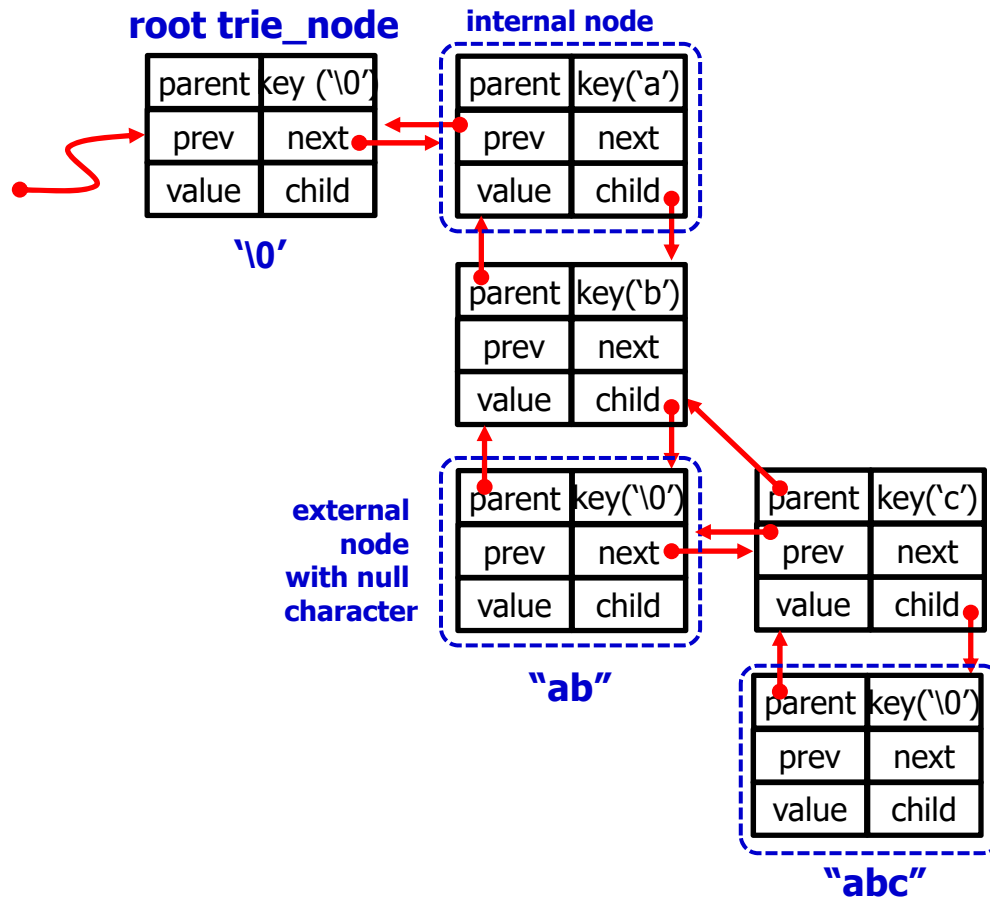 root trie_node
internal node
parent key (‘\0’)
prev next
value child
‘\0’
parent key(‘a’)
prev next
value child
parent key(‘b’)
prev next
value child
external
node
with null
character
parent key(‘\0’)
prev next
value child
“ab”
parent key(‘c’)
prev next
value child
parent key(‘\0’)
prev next
value child
“abc”